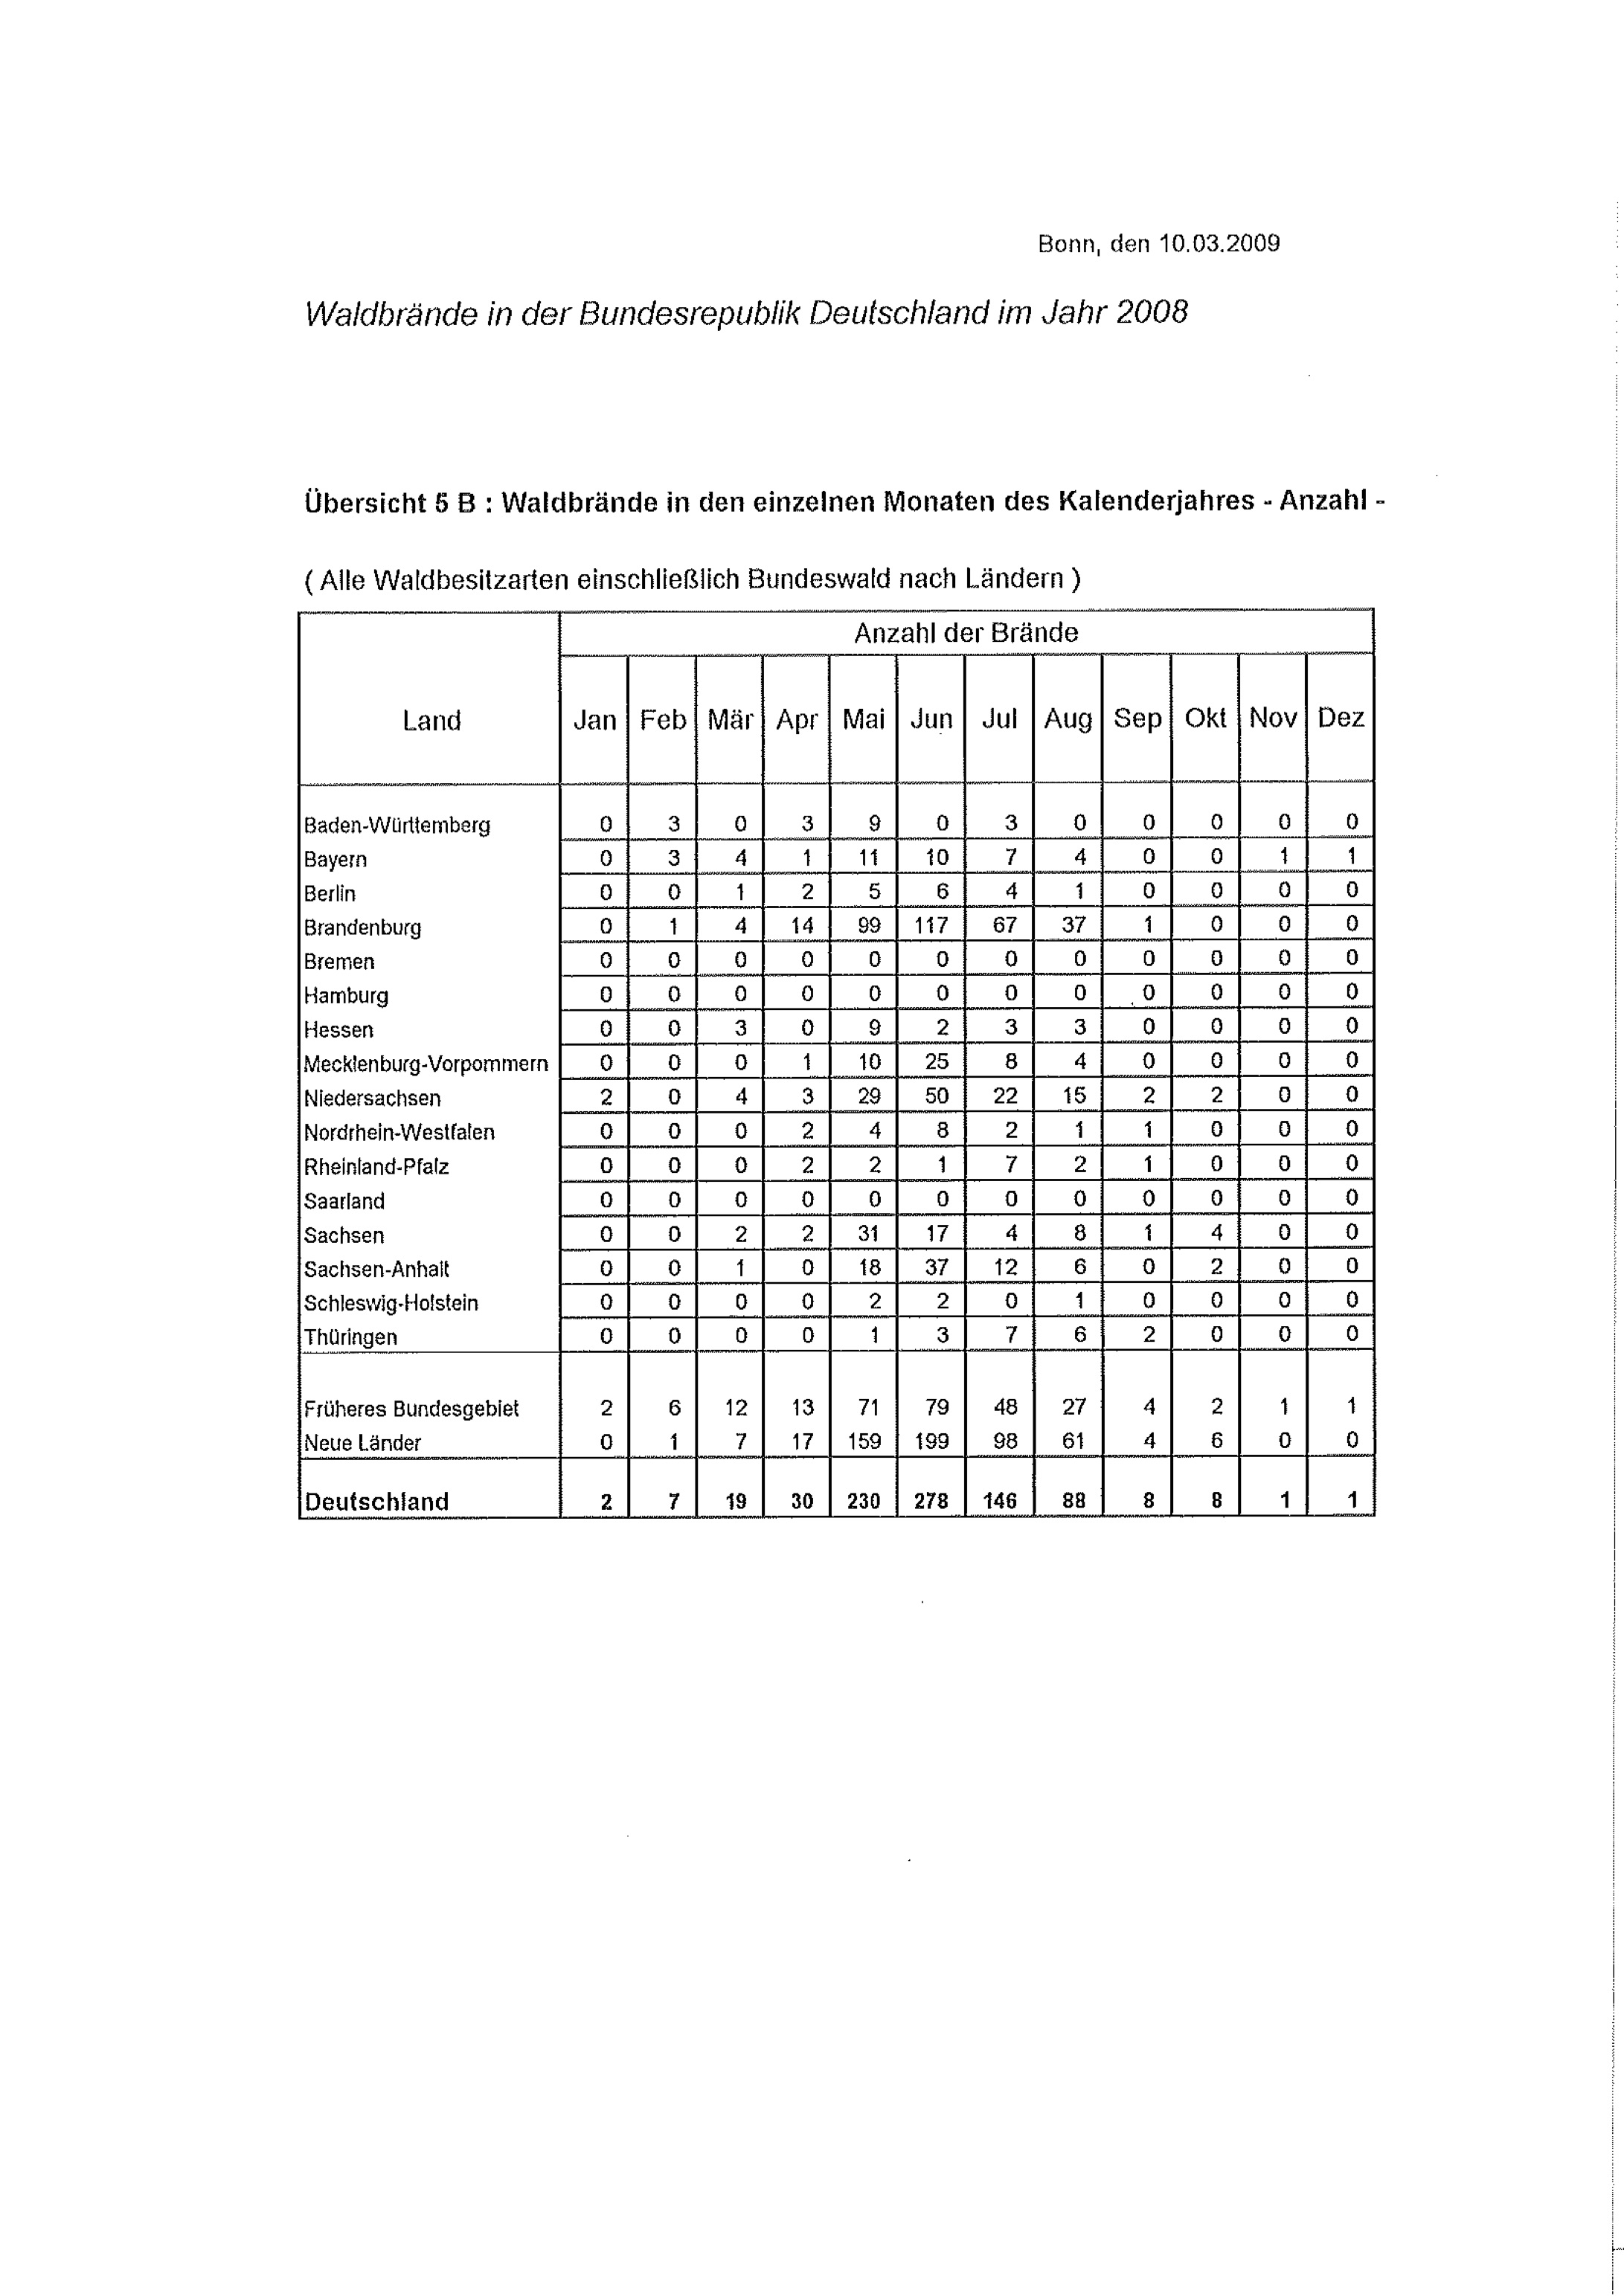 Bonn, den 10.03.2009
Waldbrände in der Bundesrepublik Deutschland im Jahr 2008
Übersicht 5 B : Waldbrände in den einzelnen Monaten des Kalenderjahres - Anzahl -
( Alle Waldbesitzarten einschließlich Bundeswald nach Ländern )
Anzahl der Brände
Land Jan Feb Mär Apr Mai Jun Jul Aug Sep Okt Nov Dez
Baden-Württemberg 0 3 0 3 9 0 3 0 0 0 0 0
Bayern 0 3 4 1 11 10 7 4 0 0 1 1
Berlin 0 0 1 2 5 6 4 1 0 0 0 0
Brandenburg 0 1 4 14 99 117 67 37 1 0 0 0
Bremen 0 0 0 0 0 0 0 0 0 0 0 0
Hamburg 0 0 0 0 0 0 0 0 0 0 0 0
Hessen 0 0 3 0 9 2 3 3 0 0 0 0
Mecklenburg-Vorpommern 0 0 0 1 10 25 8 4 0 0 0 0
Niedersachsen 2 0 4 3 29 50 22 15 2 2 0 0
Nordrhein-Westfalen 0 0 0 2 4 8 2 1 1 0 0 0
Rheinland-Pfalz 0 0 0 2 2 1 7 2 1 0 0 0
Saarland 0 0 0 0 0 0 0 0 0 0 0 0
Sachsen 0 0 2 2 31 17 4 8 1 4 0 0
Sachsen-Anhalt 0 0 1 0 18 37 12 6 0 2 0 0
Schleswig-Holstein 0 0 0 0 2 2 0 1 0 0 0 0
Thüringen 0 0 0 0 1 3 7 6 2 0 0 0
Früheres Bundesgebiet 2 6 12 13 71 79 48 27 4 2 1 1
Neue Länder 0 1 7 17 159 199 98 61 4 6 0 0
Deutschland 2 7 19 30 230 278 146 88 8 8 1 1